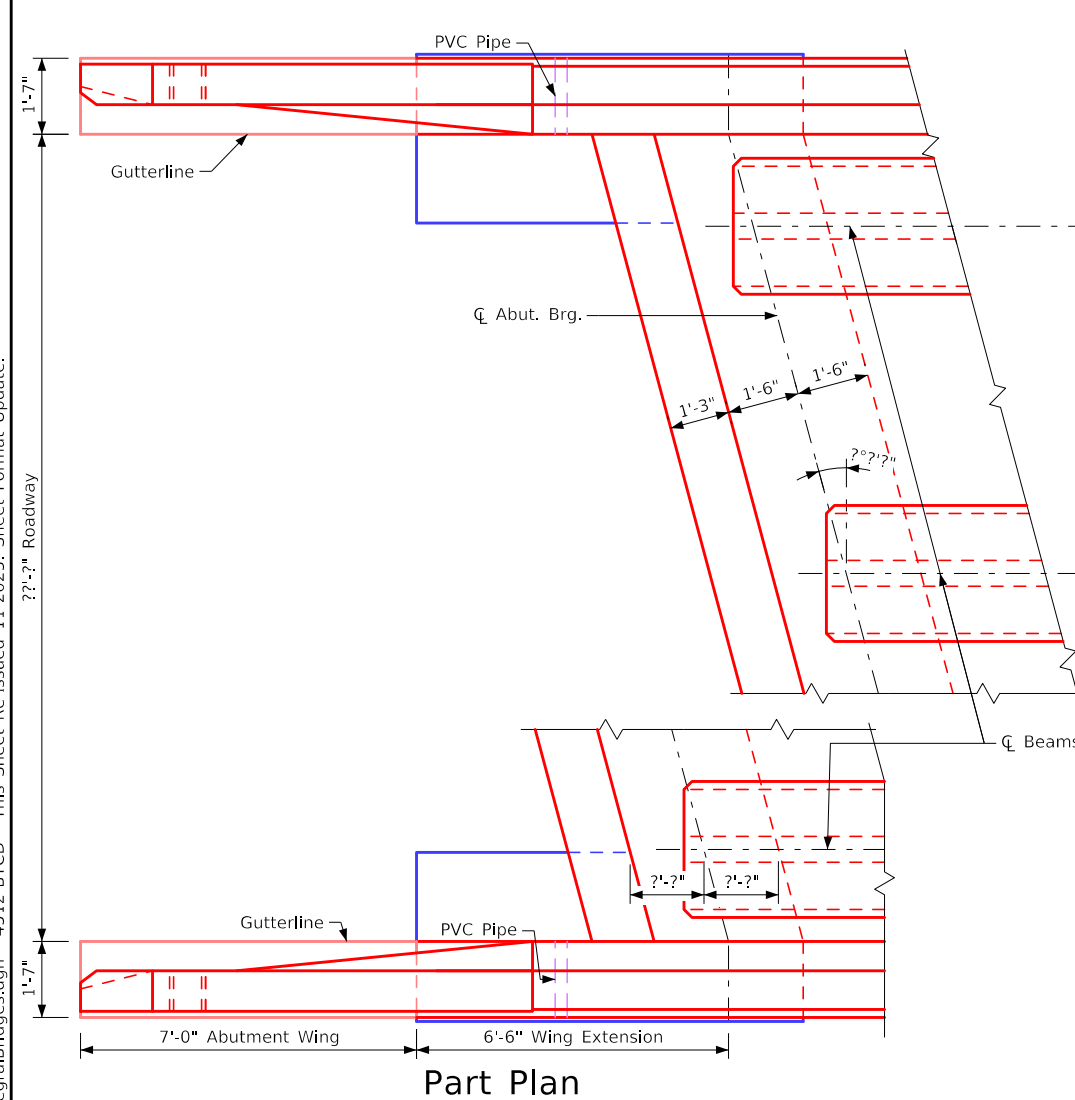 PVC Pipe
1'-7"
Gutterline
℄ Abut. Brg.
1'-3"
1'-6"
1'-6"
?°?'?"
??'-?" Roadway
℄ Beams
?'-?"
?'-?"
Gutterline
PVC Pipe
1'-7"
7'-0" Abutment Wing
6'-6" Wing Extension
Part Plan
This Sheet Re-issued 11-2023. Sheet Format Update.